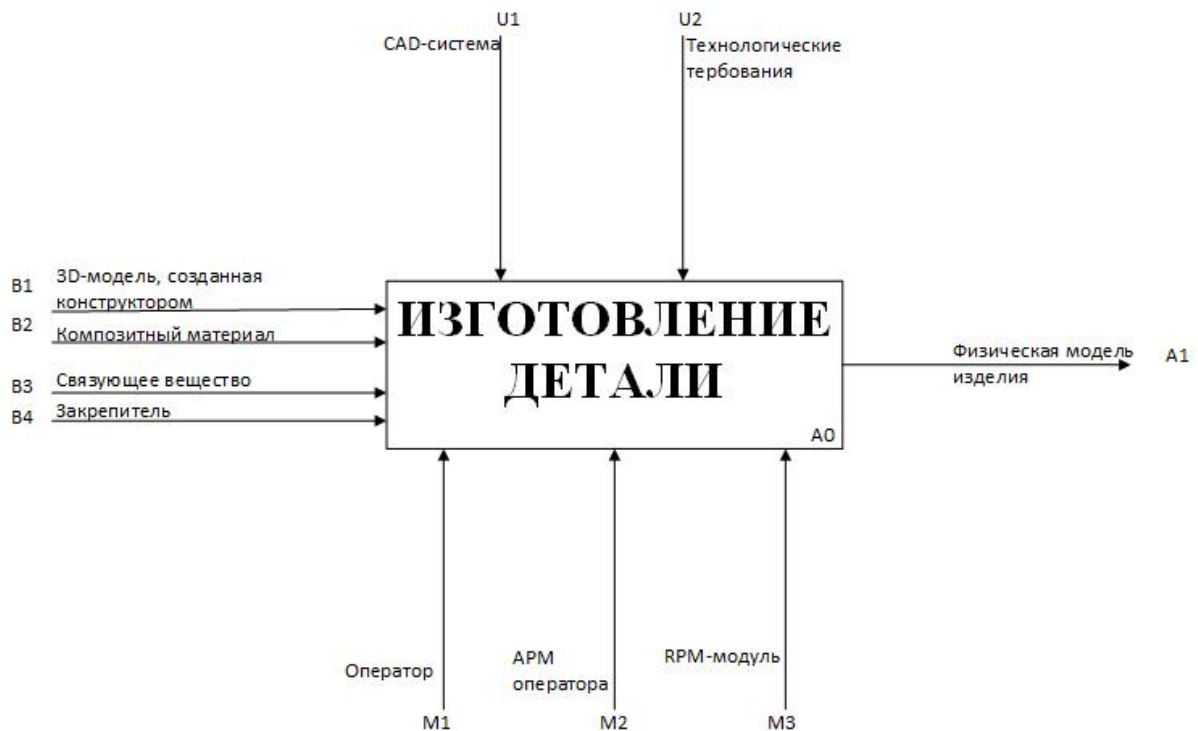 U1
U2
CAD-система
Технологические
тербования
B1
3D-модель, созданная
конструктором
B2
Композитный материал
B3
Связующее вещество
B4
Закрепитель
ИЗГОТОВЛЕНИЕ
ДЕТАЛИ
A0
Физическая модель
изделия
A1
Оператор
АРМ
оператора
RPM-модуль
M1
M2
M3